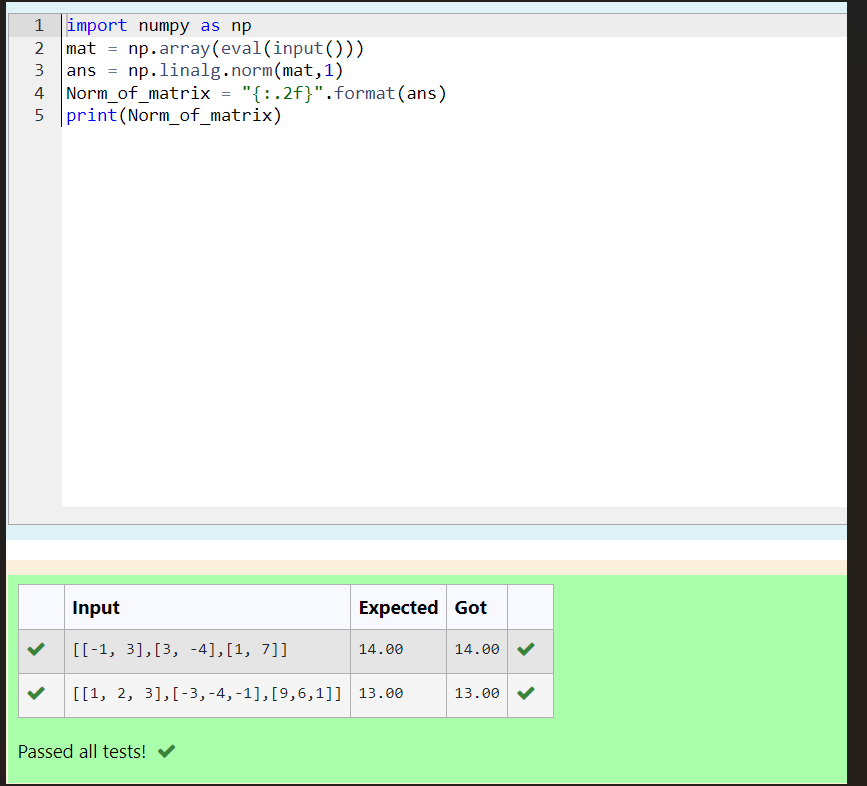 1 import numpy as np
2 mat = np.array(eval(input()))
3 ans = np.linalg.norm(mat,1)
4 Norm_of_matrix = "{:.2f}".format(ans)
5 print(Norm_of_matrix)
Input Expected Got
[[-1, 3],[3, -4],[1, 7]] 14.00 14.00
[[1, 2, 3],[-3,-4,-1],[9,6,1]] 13.00 13.00
Passed all tests!